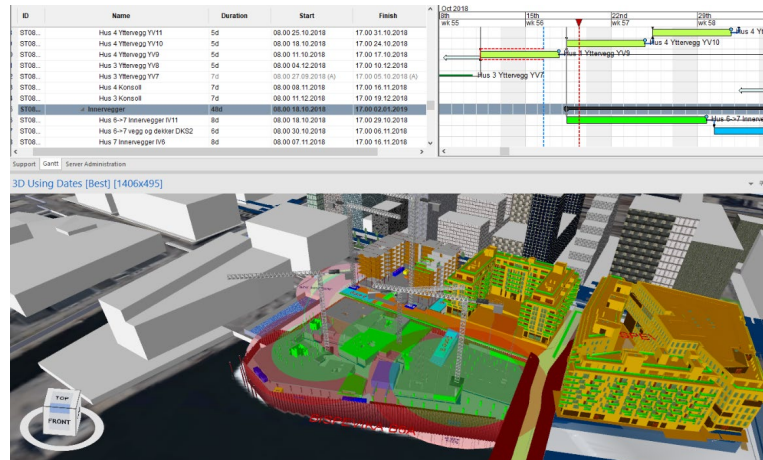 Oct 2018
ID Name Duration Start Finish
8th 15th 22nd 29th
wk 55 wk 56 wk 57 wk 58
ST08... Hus 4 Yttervegg YV11 5d 08.00 25.10.2018 17.00 31.10.2018
ST08... Hus 4 Yttervegg YV10 5d 08.00 18.10.2018 17.00 24.10.2018
Hus 4 Yttervegg YV10
ST08... Hus 4 Yttervegg YV9 5d 08.00 11.10.2018 17.00 17.10.2018
Hus 4 Yttervegg YV9
ST08... Hus 3 Yttervegg YV8 5d 08.00 04.12.2018 17.00 10.12.2018
ST08... Hus 3 Yttervegg YV7 7d 08.00 27.09.2018 (A) 17.00 05.10.2018 (A)
Hus 3 Yttervegg YV7
ST08... Hus 4 Konsoll 7d 08.00 08.11.2018 17.00 16.11.2018
ST08... Hus 3 Konsoll 7d 08.00 11.12.2018 17.00 19.12.2018
ST08... Innervegger 48d 08.00 18.10.2018 17.00 02.01.2019
ST08... Hus 6->7 Innervegger IV11 8d 08.00 18.10.2018 17.00 29.10.2018
ST08... Hus 6->7 vegg og dekker DKS2 6d 08.00 30.10.2018 17.00 06.11.2018
ST08... Hus 7 Innervegger IV6 8d 08.00 07.11.2018 17.00 16.11.2018
Support Gantt Server Administration
3D Using Dates [Best] [1406x495]
TOP
FRONT